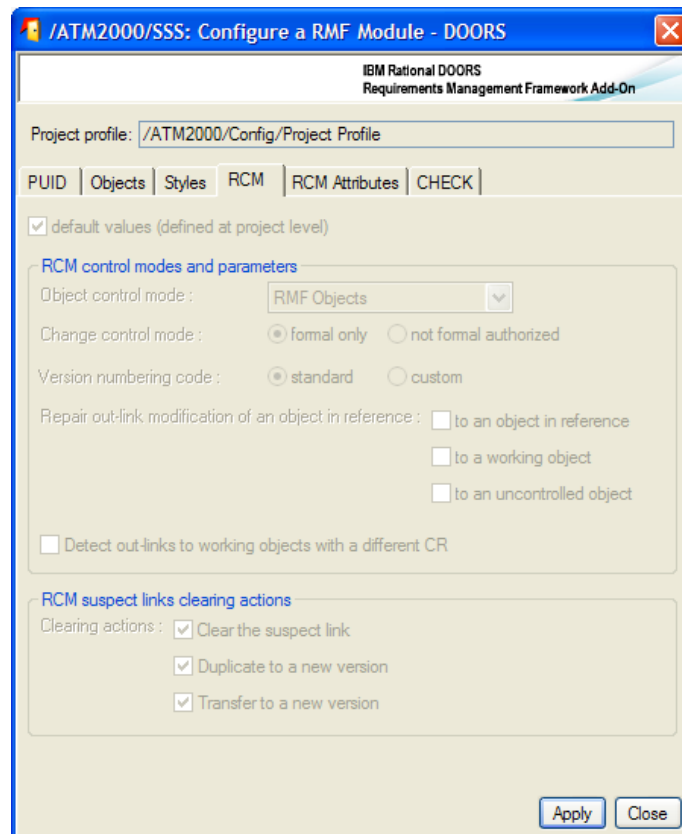 /ATM2000/SSS: Configure a RMF Module - DOORS
IBM Rational DOORS
Requirements Management Framework Add-On
Project profile: /ATM2000/Config/Project Profile
PUID Objects Styles RCM RCM Attributes CHECK
default values (defined at project level)
RCM control modes and parameters
Object control mode : RMF Objects
Change control mode : formal only not formal authorized
Version numbering code : standard custom
Repair out-link modification of an object in reference : to an object in reference
to a working object
to an uncontrolled object
Detect out-links to working objects with a different CR
RCM suspect links clearing actions
Clearing actions : Clear the suspect link
Duplicate to a new version
Transfer to a new version
Apply Close